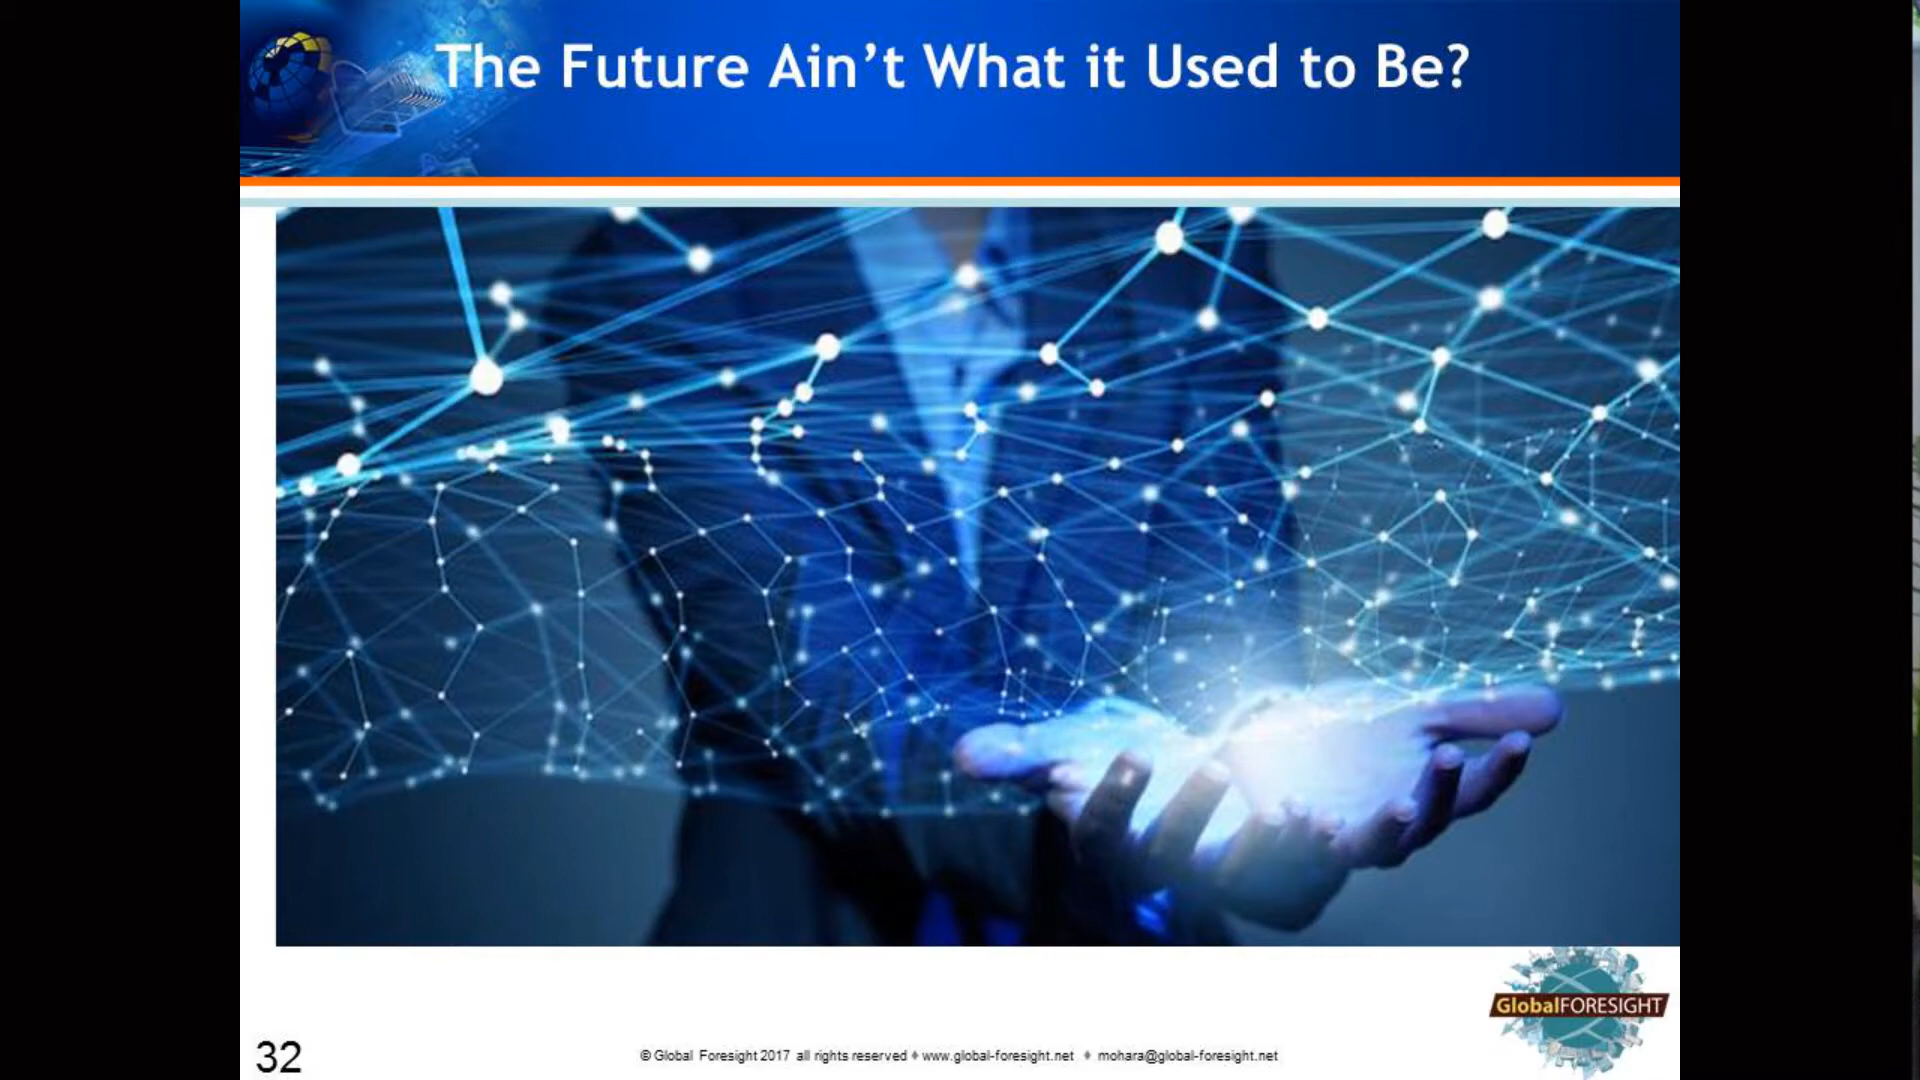 The Future Ain’t What it Used to Be?
GlobalFORESIGHT
32
© Global Foresight 2017 all rights reserved ♦ www.global-foresight.net ♦ mohara@global-foresight.net